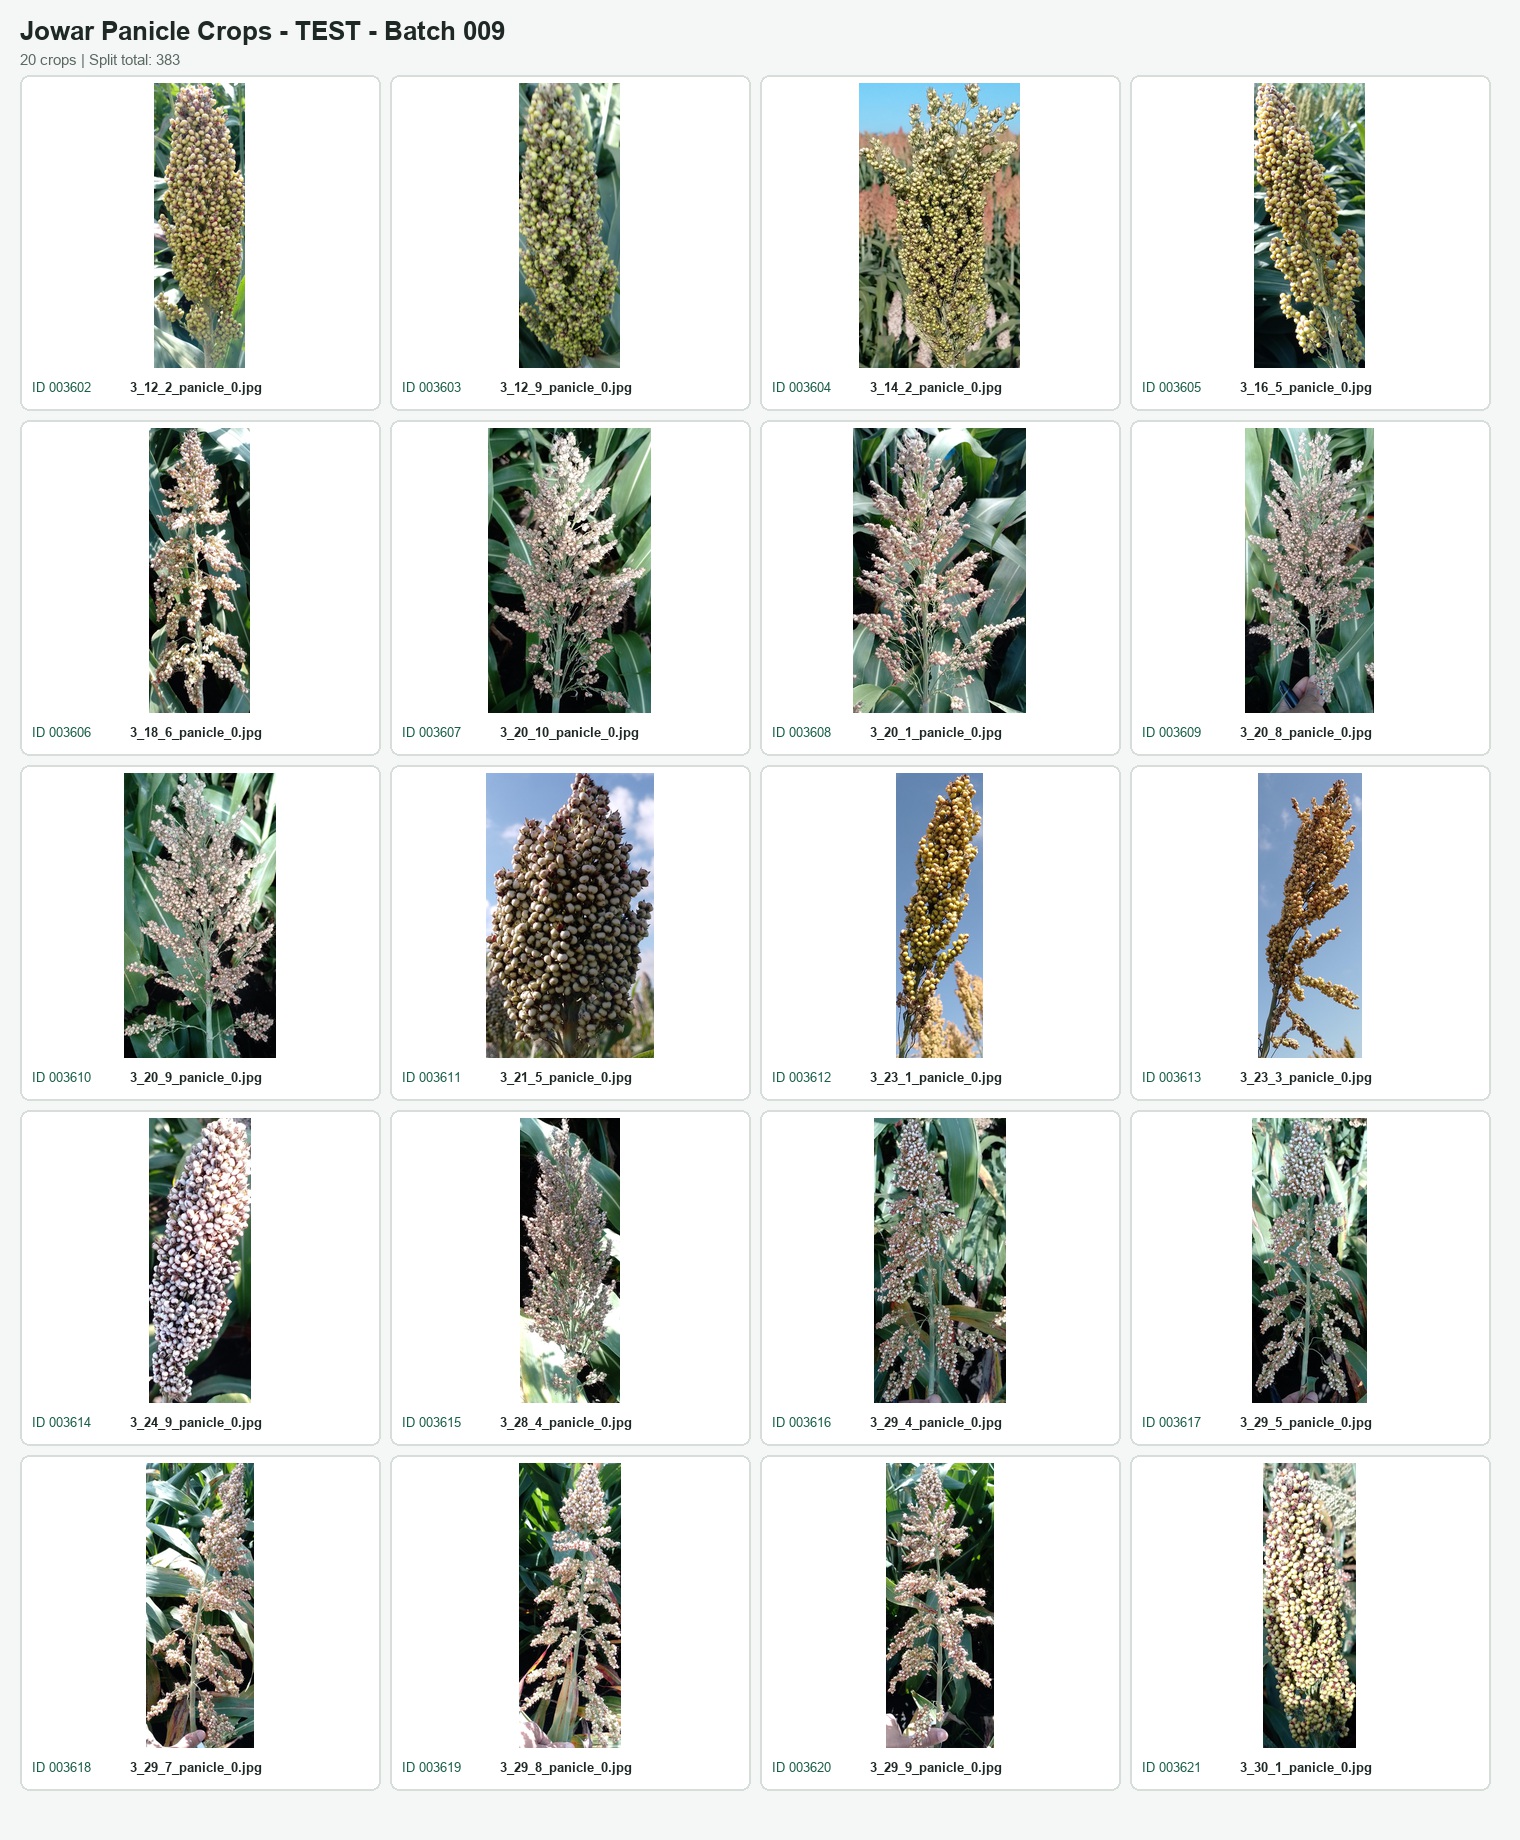 Jowar Panicle Crops - TEST - Batch 009
20 crops | Split total: 383
ID 003602 3_12_2_panicle_0.jpg
ID 003603 3_12_9_panicle_0.jpg
ID 003604 3_14_2_panicle_0.jpg
ID 003605 3_16_5_panicle_0.jpg
ID 003606 3_18_6_panicle_0.jpg
ID 003607 3_20_10_panicle_0.jpg
ID 003608 3_20_1_panicle_0.jpg
ID 003609 3_20_8_panicle_0.jpg
ID 003610 3_20_9_panicle_0.jpg
ID 003611 3_21_5_panicle_0.jpg
ID 003612 3_23_1_panicle_0.jpg
ID 003613 3_23_3_panicle_0.jpg
ID 003614 3_24_9_panicle_0.jpg
ID 003615 3_28_4_panicle_0.jpg
ID 003616 3_29_4_panicle_0.jpg
ID 003617 3_29_5_panicle_0.jpg
ID 003618 3_29_7_panicle_0.jpg
ID 003619 3_29_8_panicle_0.jpg
ID 003620 3_29_9_panicle_0.jpg
ID 003621 3_30_1_panicle_0.jpg